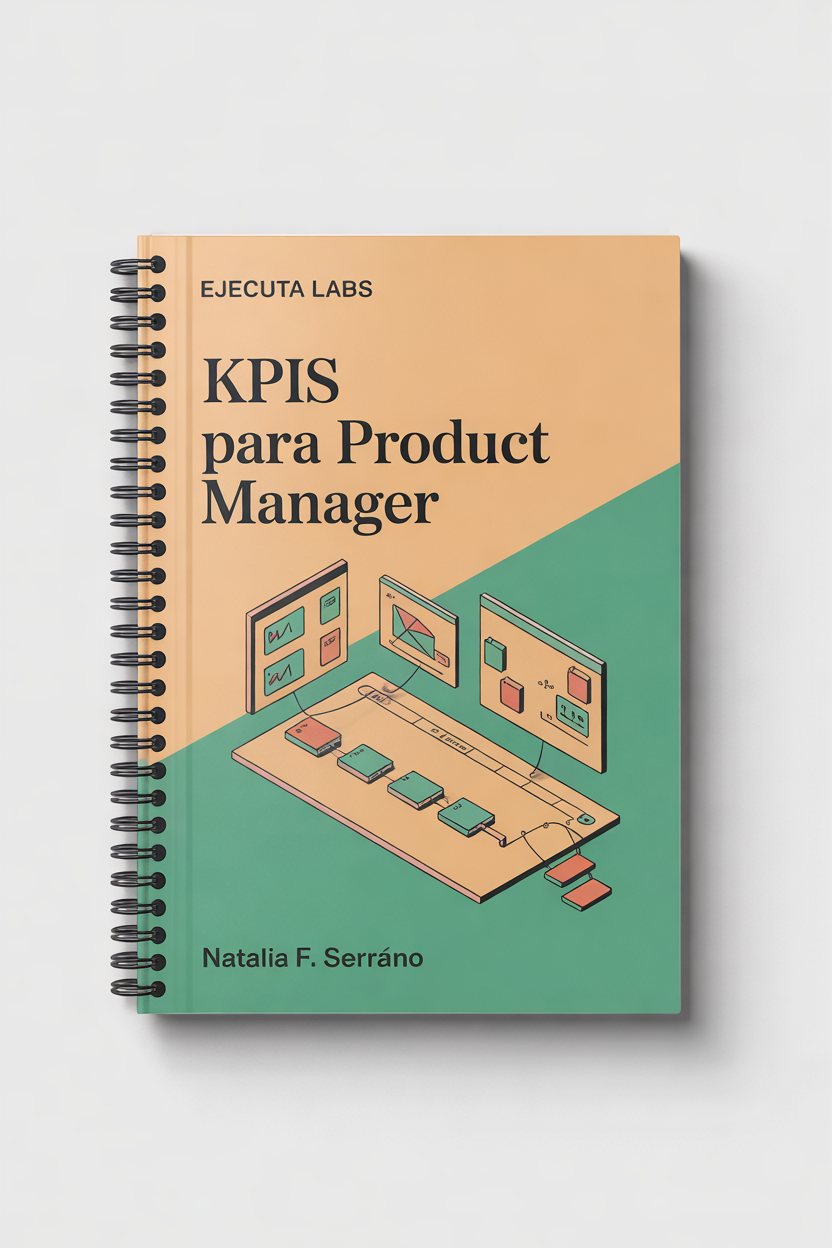 EJECUTA LABS
KPIS
para Product
Manager
Natalia F. Serráno